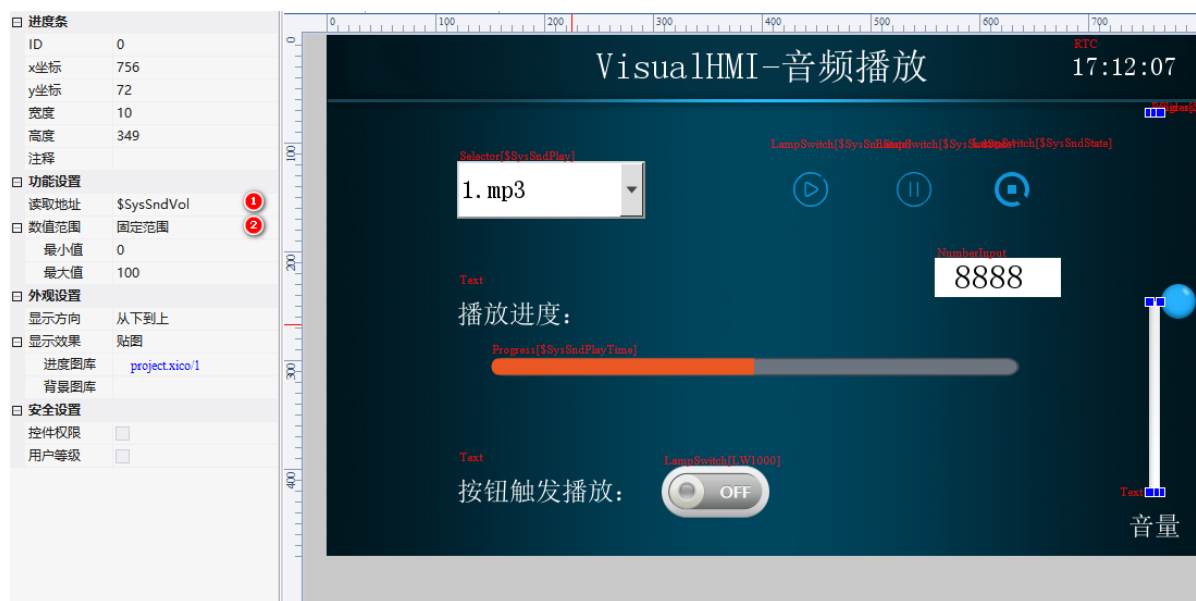 进度条
ID 0
x坐标 756
y坐标 72
宽度 10
高度 349
注释
功能设置
读取地址 $SysSndVol 1
数值范围 固定范围 2
最小值 0
最大值 100
外观设置
显示方向 从下到上
显示效果 贴图
进度图库 project.xico/1
背景图库
安全设置
控件权限
用户等级
0 100 200 300 400 500 600 700
0
100
200
300
400
VisualHMI-音频播放
RTC
17:12:07
Selector[$SysSndPlay]
1.mp3
LampSwitch[$SysSnd
Switch[$SysSndState]
NumberInput
8888
Text
播放进度：
Progress[$SysSndPlayTime]
Text
按钮触发播放：
LampSwitch[LW1000]
OFF
Text
音量